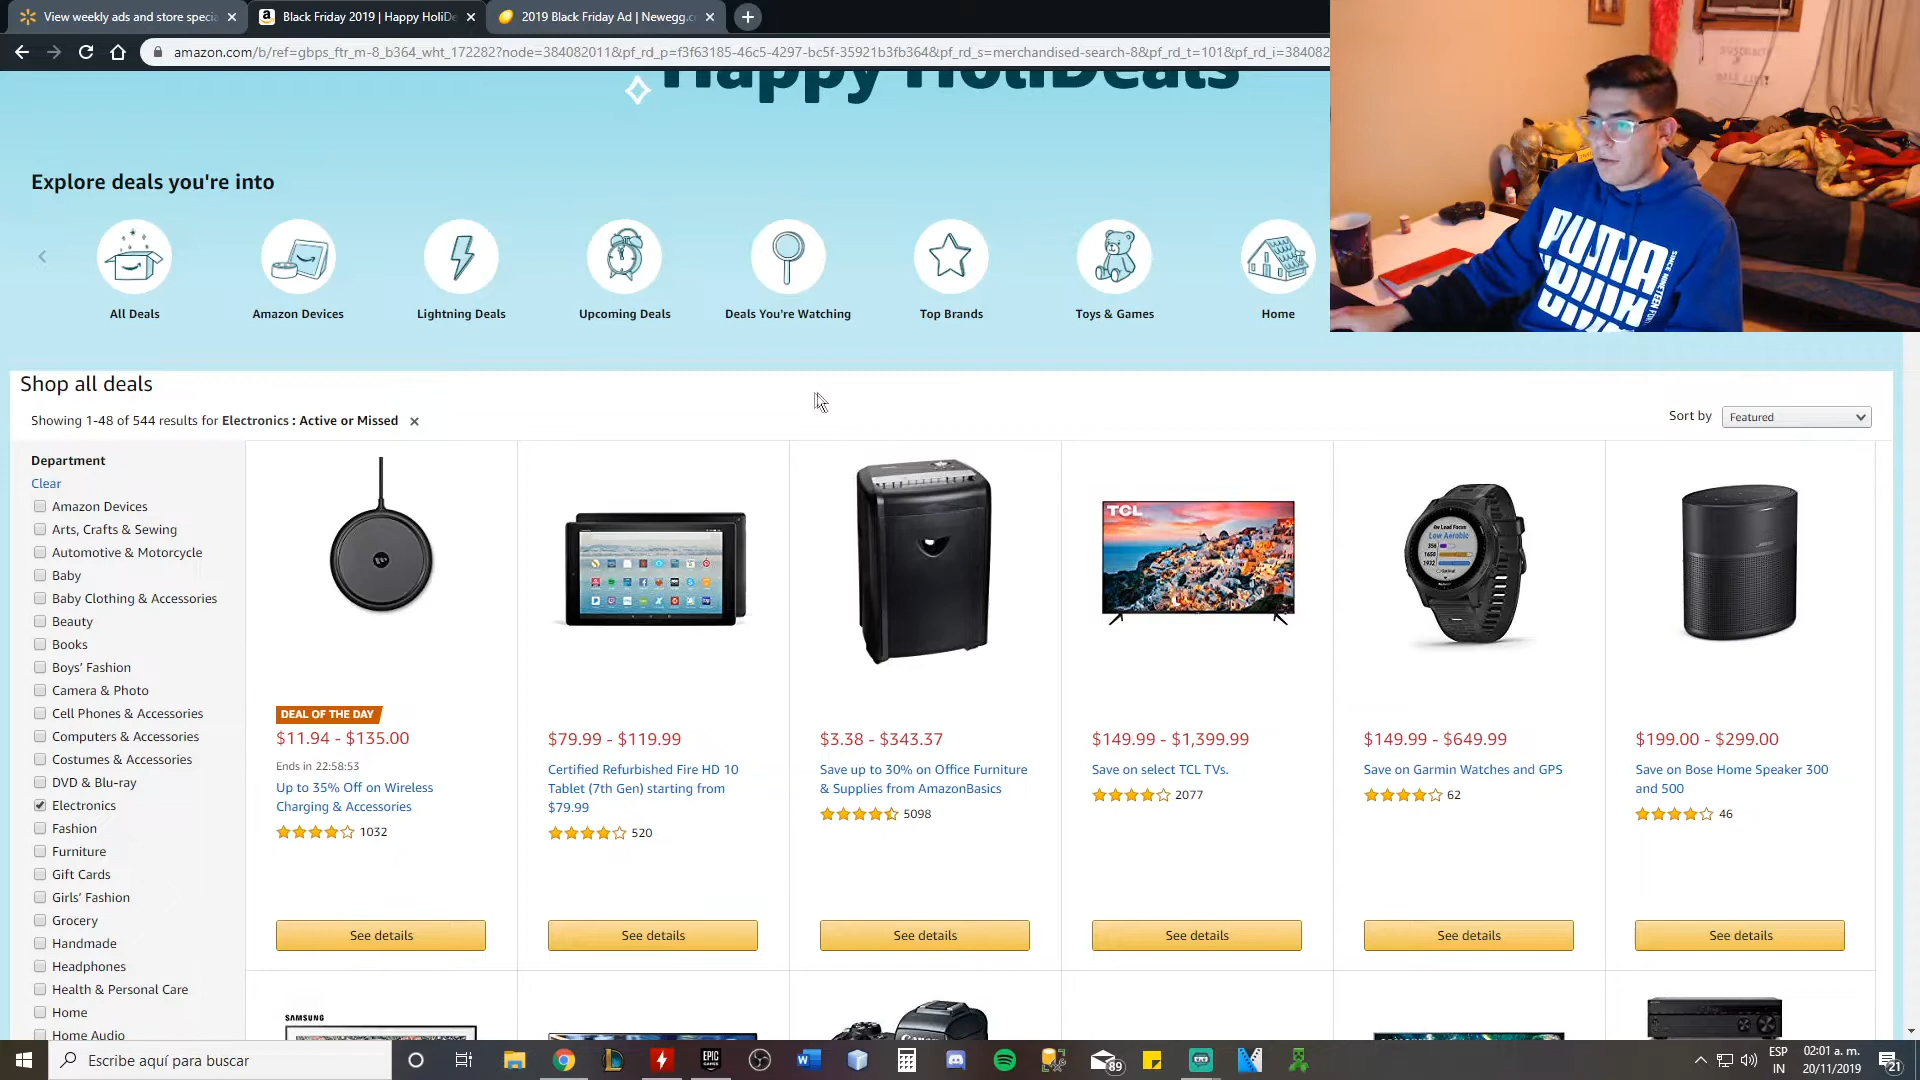 View weekly ads and store specia
Black Friday 2019 | Happy HoliDe
2019 Black Friday Ad | Newegg.c
amazon.com/b/ref=gbps_ftr_m-8_b364_wht_172282?node=384082011&pf_rd_p=f3f63185-46c5-4297-bc5f-35921b3fb364&pf_rd_s=merchandised-search-8&pf_rd_t=101&pf_rd_i=384082
Happy HoliDeals
Explore deals you're into
All Deals
Amazon Devices
Lightning Deals
Upcoming Deals
Deals You're Watching
Top Brands
Toys & Games
Home
PUMA
Shop all deals
Showing 1-48 of 544 results for Electronics : Active or Missed
Sort by Featured
Department
Clear
Amazon Devices
Arts, Crafts & Sewing
Automotive & Motorcycle
Baby
Baby Clothing & Accessories
Beauty
Books
Boys' Fashion
Camera & Photo
Cell Phones & Accessories
Computers & Accessories
Costumes & Accessories
DVD & Blu-ray
Electronics
Fashion
Furniture
Gift Cards
Girls' Fashion
Grocery
Handmade
Headphones
Health & Personal Care
Home
Home Audio
DEAL OF THE DAY
$11.94 - $135.00
Ends in 22:58:53
Up to 35% Off on Wireless
Charging & Accessories
1032
See details
$79.99 - $119.99
Certified Refurbished Fire HD 10
Tablet (7th Gen) starting from
$79.99
520
See details
$3.38 - $343.37
Save up to 30% on Office Furniture
& Supplies from AmazonBasics
5098
See details
TCL
$149.99 - $1,399.99
Save on select TCL TVs.
2077
See details
Low Aerobic
$149.99 - $649.99
Save on Garmin Watches and GPS
62
See details
$199.00 - $299.00
Save on Bose Home Speaker 300
and 500
46
See details
SAMSUNG
Canon
Escribe aquí para buscar
EPIC
GAMES
89
ESP
IN
02:01 a. m.
20/11/2019
21